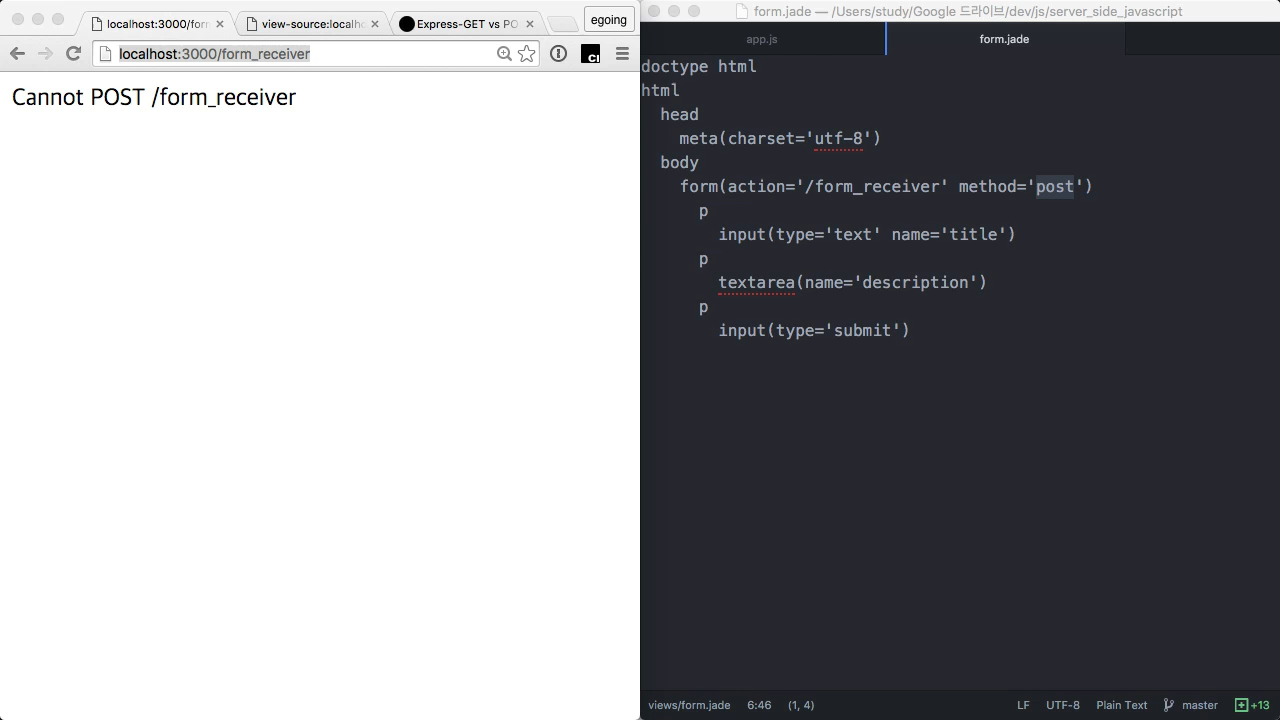 localhost:3000/for
view-source:localh
Express-GET vs PO
egoing
localhost:3000/form_receiver
Cannot POST /form_receiver
form.jade — /Users/study/Google 드라이브/dev/js/server_side_javascript
app.js
form.jade
doctype html
html
head
meta(charset='utf-8')
body
form(action='/form_receiver' method='post')
p
input(type='text' name='title')
p
textarea(name='description')
p
input(type='submit')
views/form.jade 6:46 (1, 4) LF UTF-8 Plain Text master +13